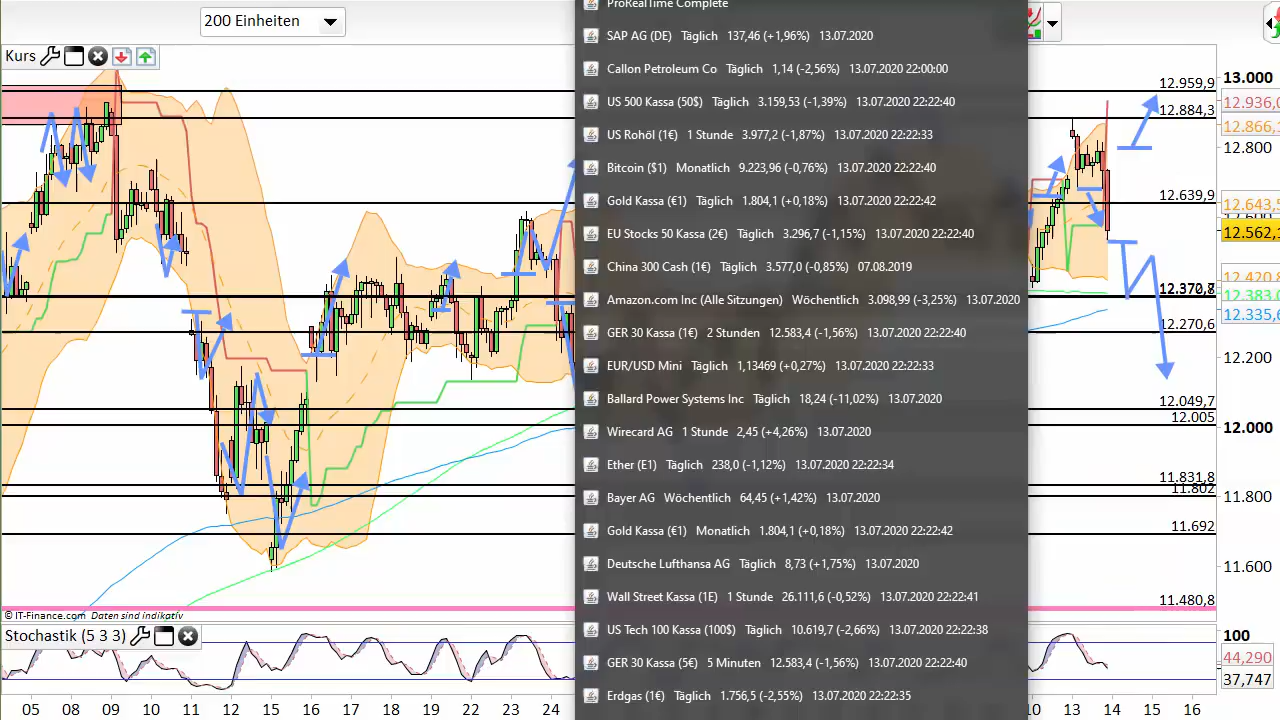 200 Einheiten
Kurs
ProRealTime Complete
SAP AG (DE) Täglich 137,46 (+1,96%) 13.07.2020
Callon Petroleum Co Täglich 1,14 (-2,56%) 13.07.2020 22:00:00
US 500 Kassa (50$) Täglich 3.159,53 (-1,39%) 13.07.2020 22:22:40
US Rohöl (1€) 1 Stunde 3.977,2 (-1,87%) 13.07.2020 22:22:33
Bitcoin ($1) Monatlich 9.223,96 (-0,76%) 13.07.2020 22:22:40
Gold Kassa (€1) Täglich 1.804,1 (+0,18%) 13.07.2020 22:22:42
EU Stocks 50 Kassa (2€) Täglich 3.296,7 (-1,15%) 13.07.2020 22:22:40
China 300 Cash (1€) Täglich 3.577,0 (-0,85%) 07.08.2019
Amazon.com Inc (Alle Sitzungen) Wöchentlich 3.098,99 (-3,25%) 13.07.2020
GER 30 Kassa (1€) 2 Stunden 12.583,4 (-1,56%) 13.07.2020 22:22:40
EUR/USD Mini Täglich 1,13469 (+0,27%) 13.07.2020 22:22:33
Ballard Power Systems Inc Täglich 18,24 (-11,02%) 13.07.2020
Wirecard AG 1 Stunde 2,45 (+4,26%) 13.07.2020
Ether (E1) Täglich 238,0 (-1,12%) 13.07.2020 22:22:34
Bayer AG Wöchentlich 64,45 (+1,42%) 13.07.2020
Gold Kassa (€1) Monatlich 1.804,1 (+0,18%) 13.07.2020 22:22:42
Deutsche Lufthansa AG Täglich 8,73 (+1,75%) 13.07.2020
Wall Street Kassa (1E) 1 Stunde 26.111,6 (-0,52%) 13.07.2020 22:22:41
US Tech 100 Kassa (100$) Täglich 10.619,7 (-2,66%) 13.07.2020 22:22:38
GER 30 Kassa (5€) 5 Minuten 12.583,4 (-1,56%) 13.07.2020 22:22:40
Erdgas (1€) Täglich 1.756,5 (-2,55%) 13.07.2020 22:22:35
12.959,9
12.884,3
12.639,9
12.370,8
12.270,6
12.049,7
12.005
11.831,8
11.802
11.692
11.480,8
13.000
12.936,0
12.866,
12.800
12.643,5
12.562,1
12.420,8
12.383,0
12.335,6
12.200
12.000
11.800
11.600
© IT-Finance.com Daten sind indikativ
Stochastik (5 3 3)
100
44,290
37,747
05 08 09 10 11 12 15 16 17 18 19 22 23 24 10 13 14 15 16